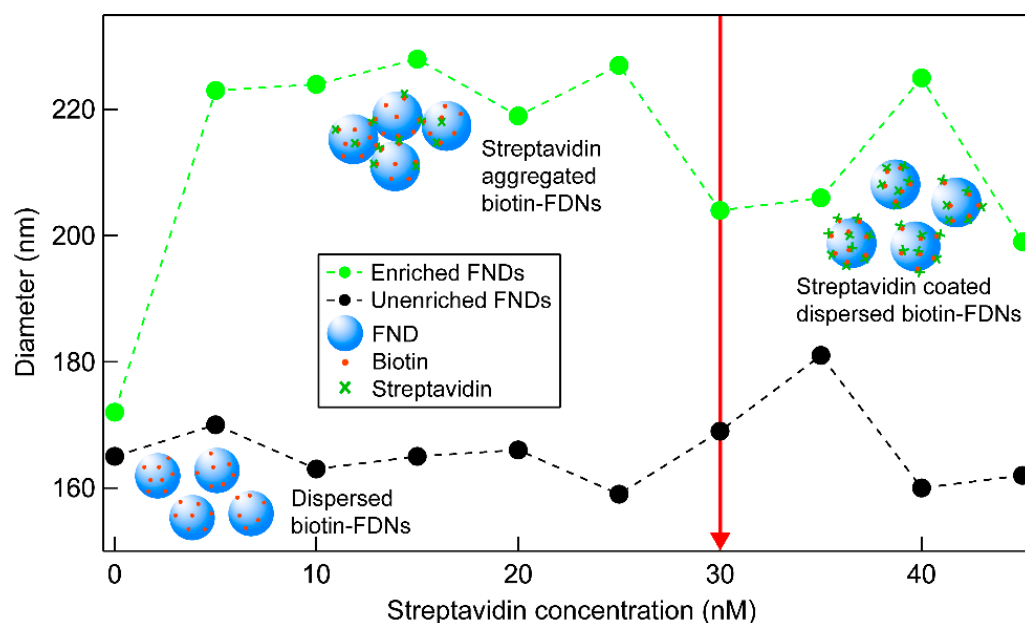 220
200
180
160
Diameter (nm)
Streptavidin
aggregated
biotin-FDNs
Enriched FNDs
Unenriched FNDs
FND
Biotin
Streptavidin
Streptavidin coated
dispersed biotin-FDNs
Dispersed
biotin-FDNs
0 10 20 30 40
Streptavidin concentration (nM)